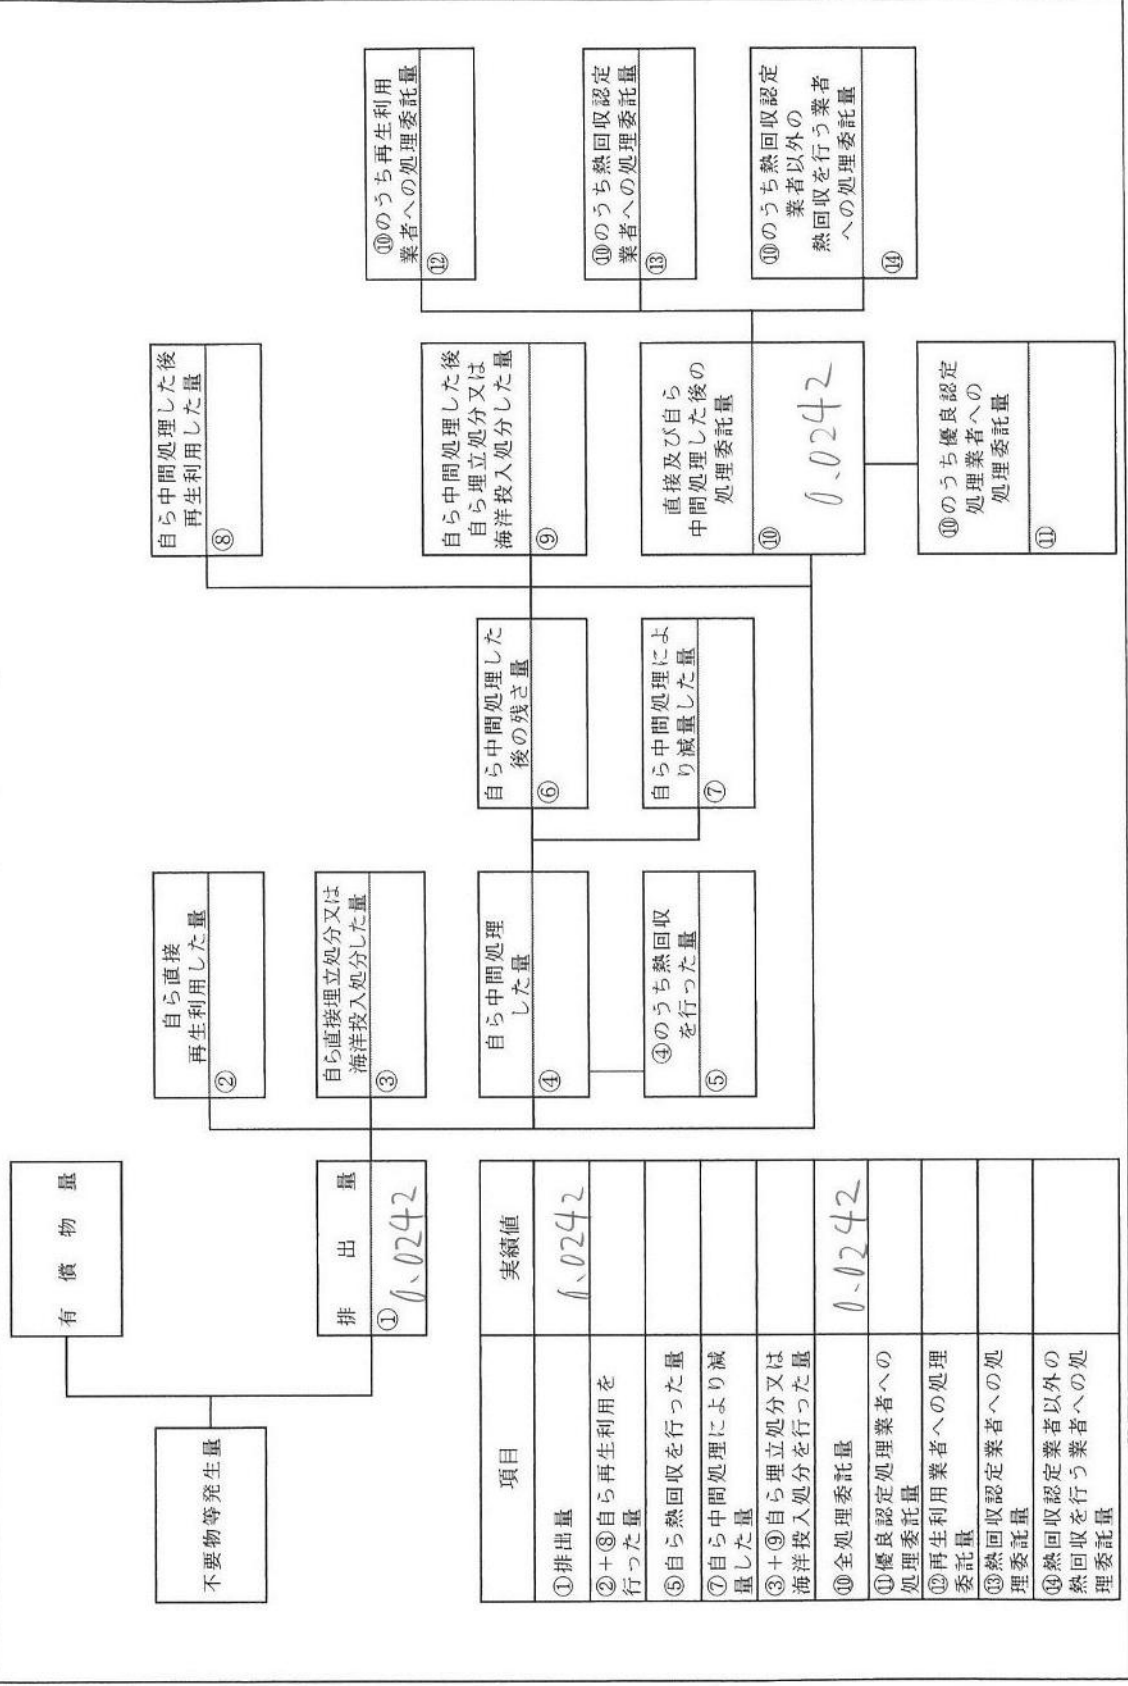 不要物等発生量
有償物量
排出量
①
0.0242
自ら直接
再生利用した量
②
自ら直接埋立処分又は
海洋投入処分した量
③
自ら中間処理
した量
④
④のうち熱回収
を行った量
⑤
自ら中間処理した
後の残さ量
⑥
自ら中間処理によ
り減量した量
⑦
自ら中間処理した後
再生利用した量
⑧
自ら中間処理した後
自ら埋立処分又は
海洋投入処分した量
⑨
直接及び自ら
中間処理した後の
処理委託量
⑩
0.0242
⑩のうち優良認定
処理業者への
処理委託量
⑪
⑩のうち再生利用
業者への処理委託量
⑫
⑩のうち熱回収認定
業者への処理委託量
⑬
⑩のうち熱回収認定
業者以外の
熱回収を行う業者
への処理委託量
⑭
項目
実績値
①排出量
0.0242
②+⑧自ら再生利用を
行った量
⑤自ら熱回収を行った量
⑦自ら中間処理により減
量した量
③+⑨自ら埋立処分又は
海洋投入処分を行った量
⑩全処理委託量
0.0242
⑪優良認定処理業者への
処理委託量
⑫再生利用業者への処理
委託量
⑬熱回収認定業者への処
理委託量
⑭熱回収認定業者以外の
熱回収を行う業者への処
理委託量